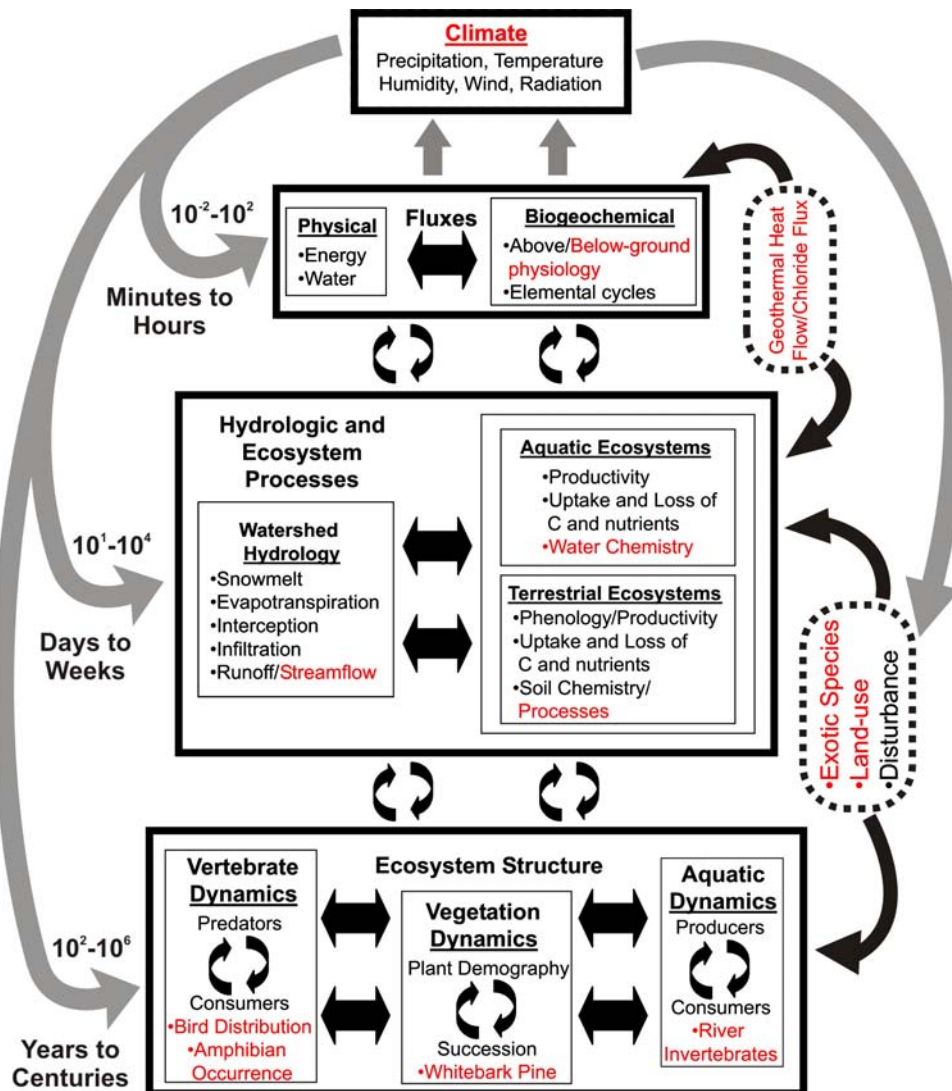 Climate
Precipitation, Temperature
Humidity, Wind, Radiation
10⁻²-10²
Minutes to
Hours
Physical
•Energy
•Water
Fluxes
Biogeochemical
•Above/Below-ground
physiology
•Elemental cycles
Geothermal Heat
Flow/Chloride Flux
Hydrologic and
Ecosystem
Processes
10¹-10⁴
Days to
Weeks
Watershed
Hydrology
•Snowmelt
•Evapotranspiration
•Interception
•Infiltration
•Runoff/Streamflow
Aquatic Ecosystems
•Productivity
•Uptake and Loss of
C and nutrients
•Water Chemistry
Terrestrial Ecosystems
•Phenology/Productivity
•Uptake and Loss of
C and nutrients
•Soil Chemistry/
Processes
•Exotic Species
•Land-use
•Disturbance
Ecosystem Structure
10²-10⁶
Years to
Centuries
Vertebrate
Dynamics
Predators
Consumers
•Bird Distribution
•Amphibian
Occurrence
Vegetation
Dynamics
Plant Demography
Succession
•Whitebark Pine
Aquatic
Dynamics
Producers
Consumers
•River
Invertebrates